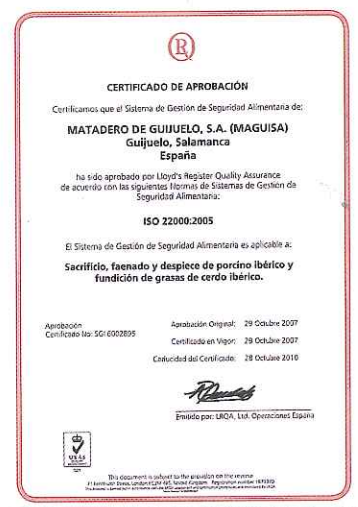 R
CERTIFICADO DE APROBACIÓN
Certificamos que el Sistema de Gestión de Seguridad Alimentaria de:
MATADERO DE GUIJUELO, S.A. (MAGUISA)
Guijuelo, Salamanca
España
ha sido aprobado por Lloyd's Register Quality Assurance
de acuerdo con las siguientes Normas de Sistemas de Gestión de
Seguridad Alimentaria:
ISO 22000:2005
El Sistema de Gestión de Seguridad Alimentaria es aplicable a:
Sacrificio, faenado y despiece de porcino ibérico y
fundición de grasas de cerdo ibérico.
Aprobación
Certificado No: SGI 6002895
Aprobación Original: 29 Octubre 2007
Certificado en Vigor: 29 Octubre 2007
Caducidad del Certificado: 28 Octubre 2010
Emitido por: LRQA, Ltd. Operaciones España
UKAS
This document is subject to the provision on the reverse